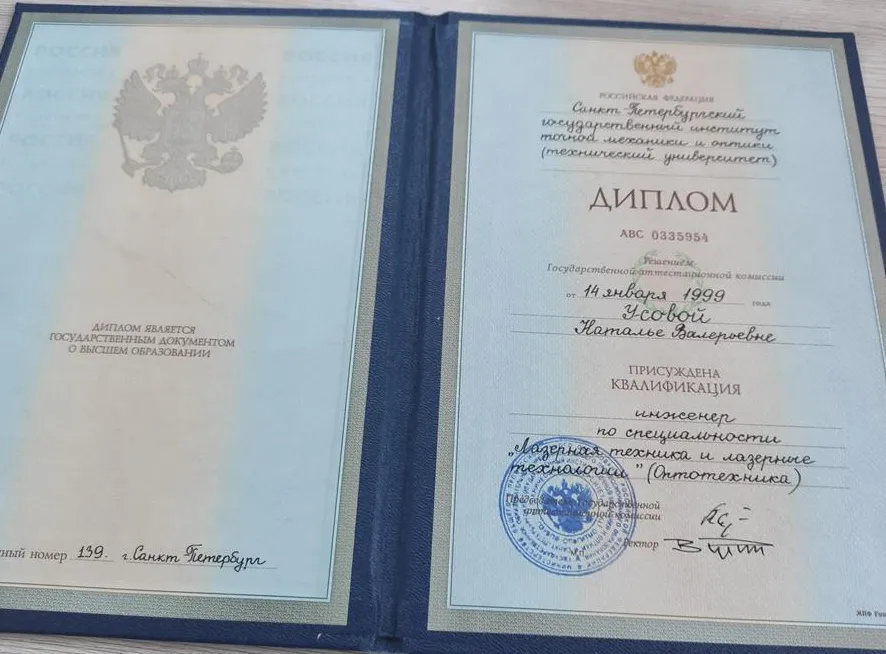 ДИПЛОМ ЯВЛЯЕТСЯ
ГОСУДАРСТВЕННЫМ ДОКУМЕНТОМ
О ВЫСШЕМ ОБРАЗОВАНИИ
номер 139. г. Санкт Петербург
РОССИЙСКАЯ ФЕДЕРАЦИЯ
Санкт-Петербургский
государственный институт
точной механики и оптики
(технический университет)
ДИПЛОМ
АВС 0335954
Решением
Государственной аттестационной комиссии
от 14 января 1999 года
Усовой
Наталье Валерьевне
ПРИСУЖДЕНА
КВАЛИФИКАЦИЯ
инженер
по специальности
„Лазерная техника и лазерные
технологии" (Оптотехника)
Председатель Государственной
аттестационной комиссии
Ректор